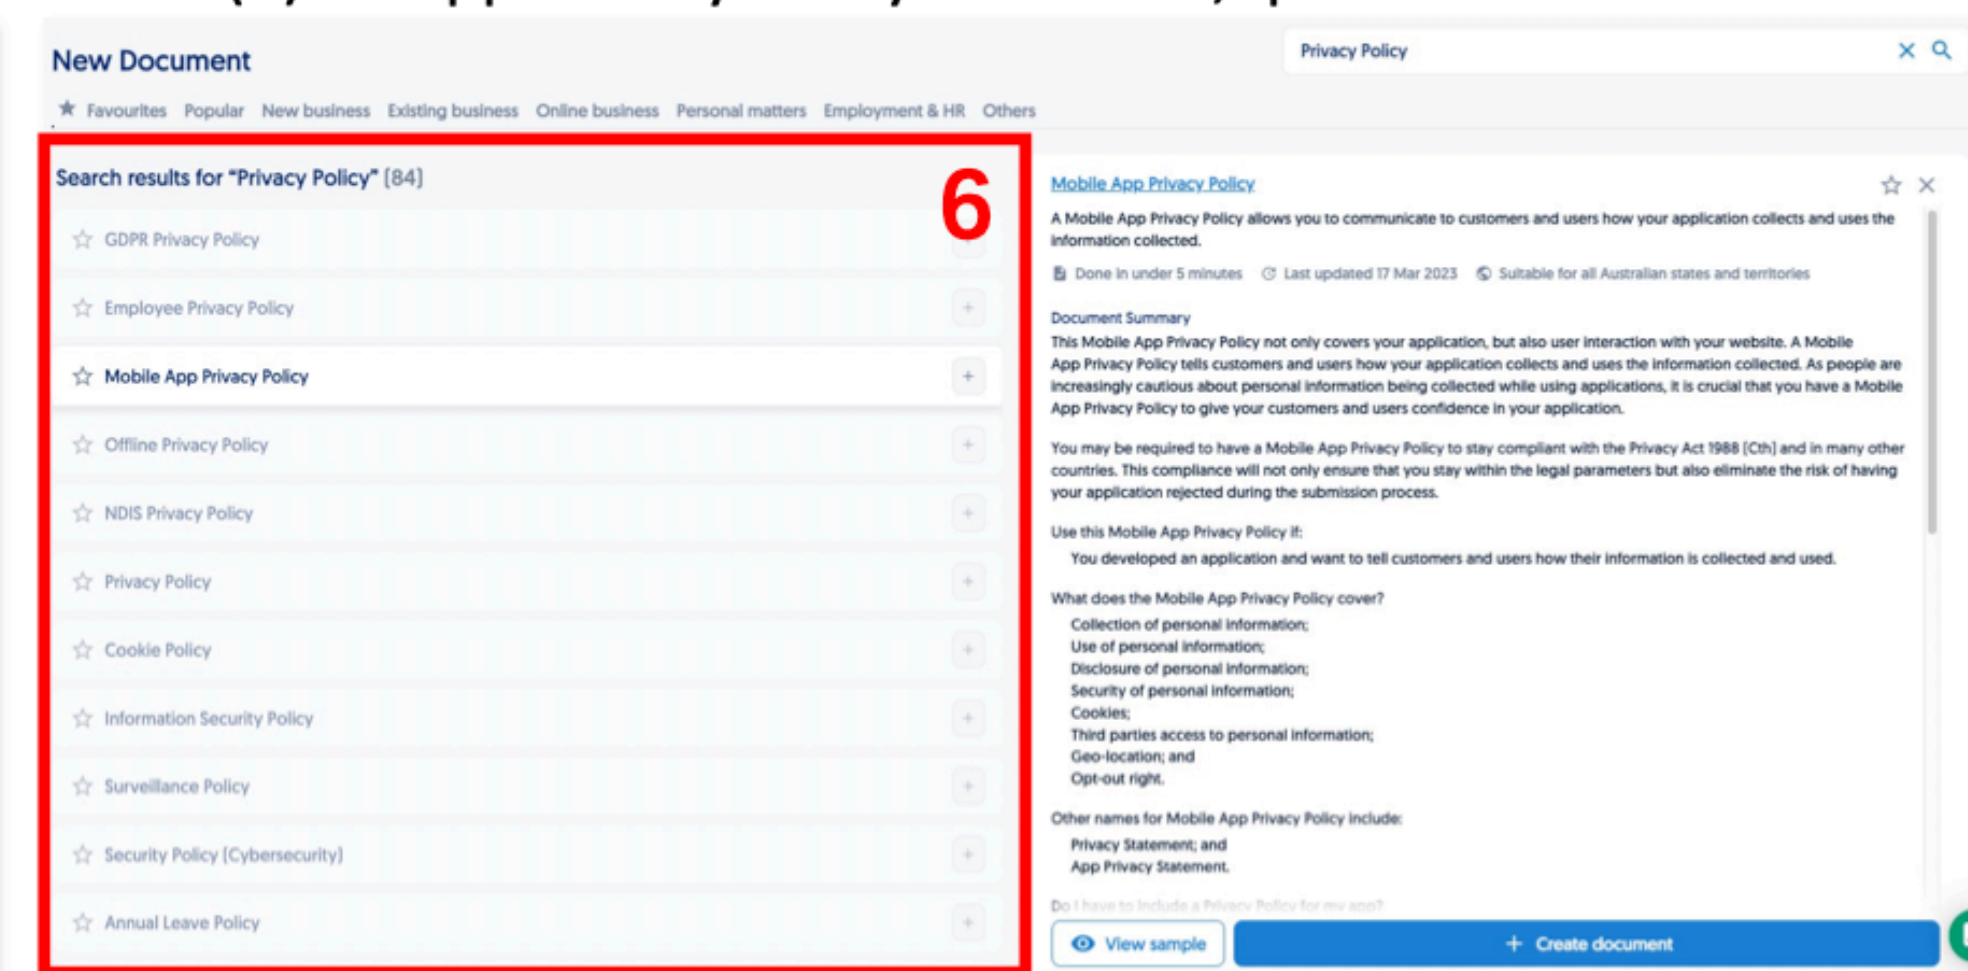 New Document
Privacy Policy
Favourites Popular New business Existing business Online business Personal matters Employment & HR Others
Search results for “Privacy Policy” (84)
6
GDPR Privacy Policy
Employee Privacy Policy
Mobile App Privacy Policy
Offline Privacy Policy
NDIS Privacy Policy
Privacy Policy
Cookie Policy
Information Security Policy
Surveillance Policy
Security Policy (Cybersecurity)
Annual Leave Policy
Mobile App Privacy Policy
A Mobile App Privacy Policy allows you to communicate to customers and users how your application collects and uses the
information collected.
Done in under 5 minutes Last updated 17 Mar 2023 Suitable for all Australian states and territories
Document Summary
This Mobile App Privacy Policy not only covers your application, but also user interaction with your website. A Mobile
App Privacy Policy tells customers and users how your application collects and uses the information collected. As people are
increasingly cautious about personal information being collected while using applications, it is crucial that you have a Mobile
App Privacy Policy to give your customers and users confidence in your application.
You may be required to have a Mobile App Privacy Policy to stay compliant with the Privacy Act 1988 (Cth) and in many other
countries. This compliance will not only ensure that you stay within the legal parameters but also eliminate the risk of having
your application rejected during the submission process.
Use this Mobile App Privacy Policy if:
You developed an application and want to tell customers and users how their information is collected and used.
What does the Mobile App Privacy Policy cover?
Collection of personal information;
Use of personal information;
Disclosure of personal information;
Security of personal information;
Cookies;
Third parties access to personal information;
Geo-location; and
Opt-out right.
Other names for Mobile App Privacy Policy include:
Privacy Statement; and
App Privacy Statement.
Do I have to include a Privacy Policy for my app?
View sample
+ Create document